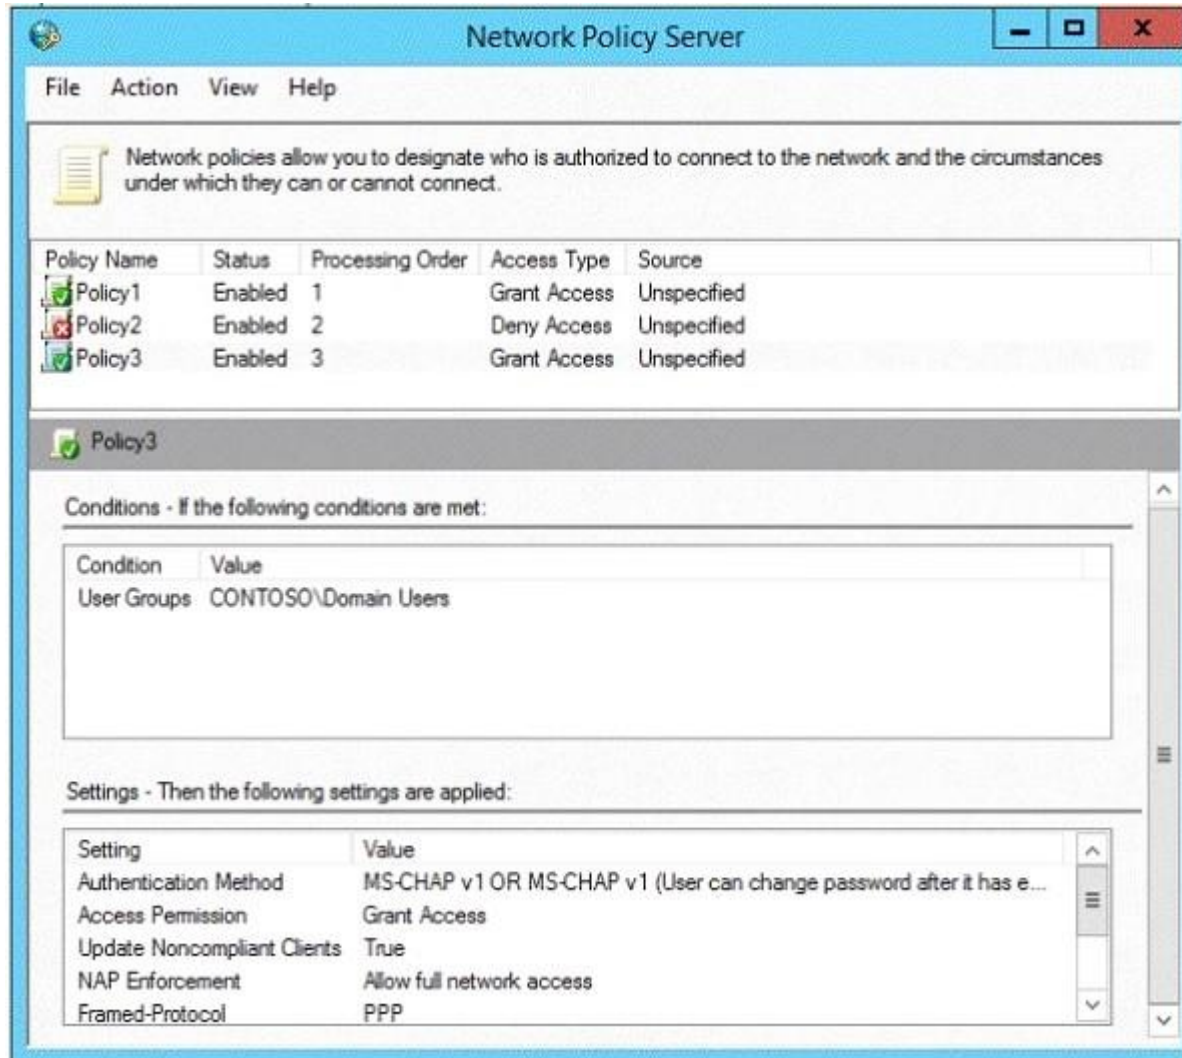 Network Policy Server
File Action View Help
Network policies allow you to designate who is authorized to connect to the network and the circumstances
under which they can or cannot connect.
Policy Name Status Processing Order Access Type Source
Policy1 Enabled 1 Grant Access Unspecified
Policy2 Enabled 2 Deny Access Unspecified
Policy3 Enabled 3 Grant Access Unspecified
Policy3
Conditions - If the following conditions are met:
Condition Value
User Groups CONTOSO\Domain Users
Settings - Then the following settings are applied:
Setting Value
Authentication Method MS-CHAP v1 OR MS-CHAP v1 (User can change password after it has e...
Access Permission Grant Access
Update Noncompliant Clients True
NAP Enforcement Allow full network access
Framed-Protocol PPP